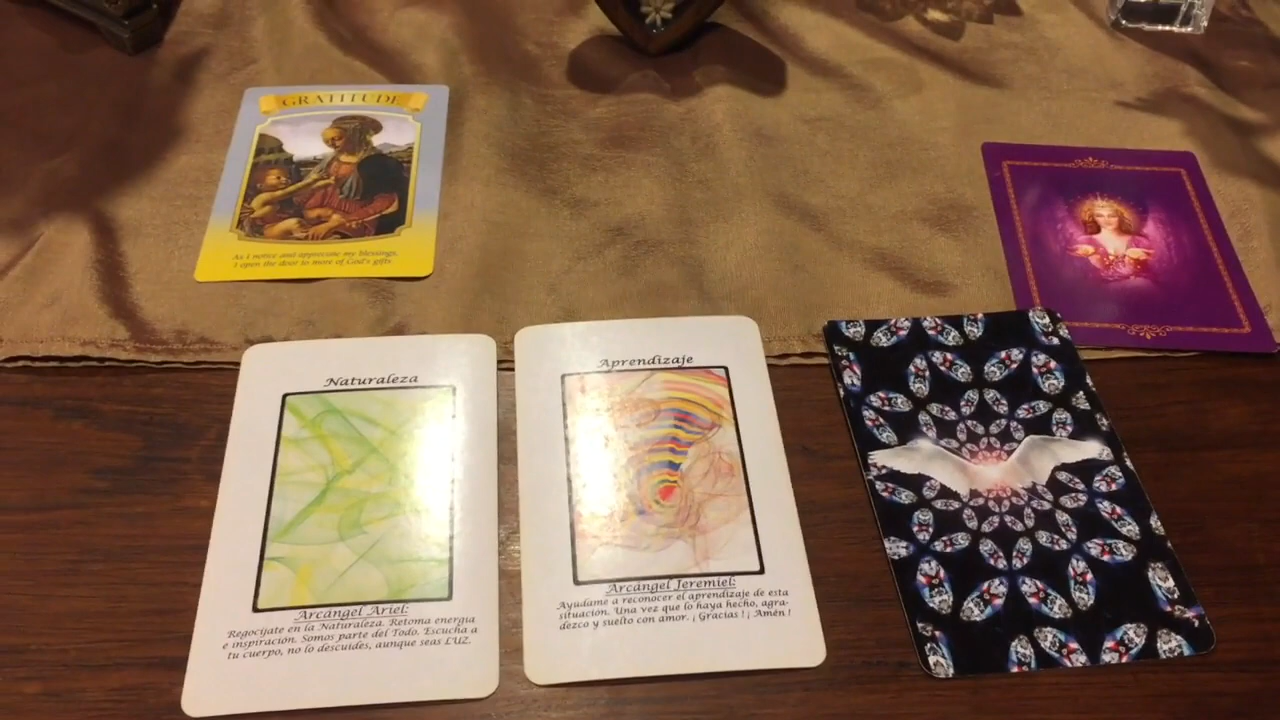 GRATITUDE
As I notice and appreciate my blessings,
I open the door to more of God's gifts
Naturaleza
Arcángel Ariel:
Regocíjate en la Naturaleza. Retoma energía
e inspiración. Somos parte del Todo. Escucha a
tu cuerpo, no lo descuides, aunque seas LUZ.
Aprendizaje
Arcángel Jeremiel:
Ayúdame a reconocer el aprendizaje de esta
situación. Una vez que lo haya hecho, agra-
dezco y suelto con amor. ¡ Gracias ! ¡ Amén !